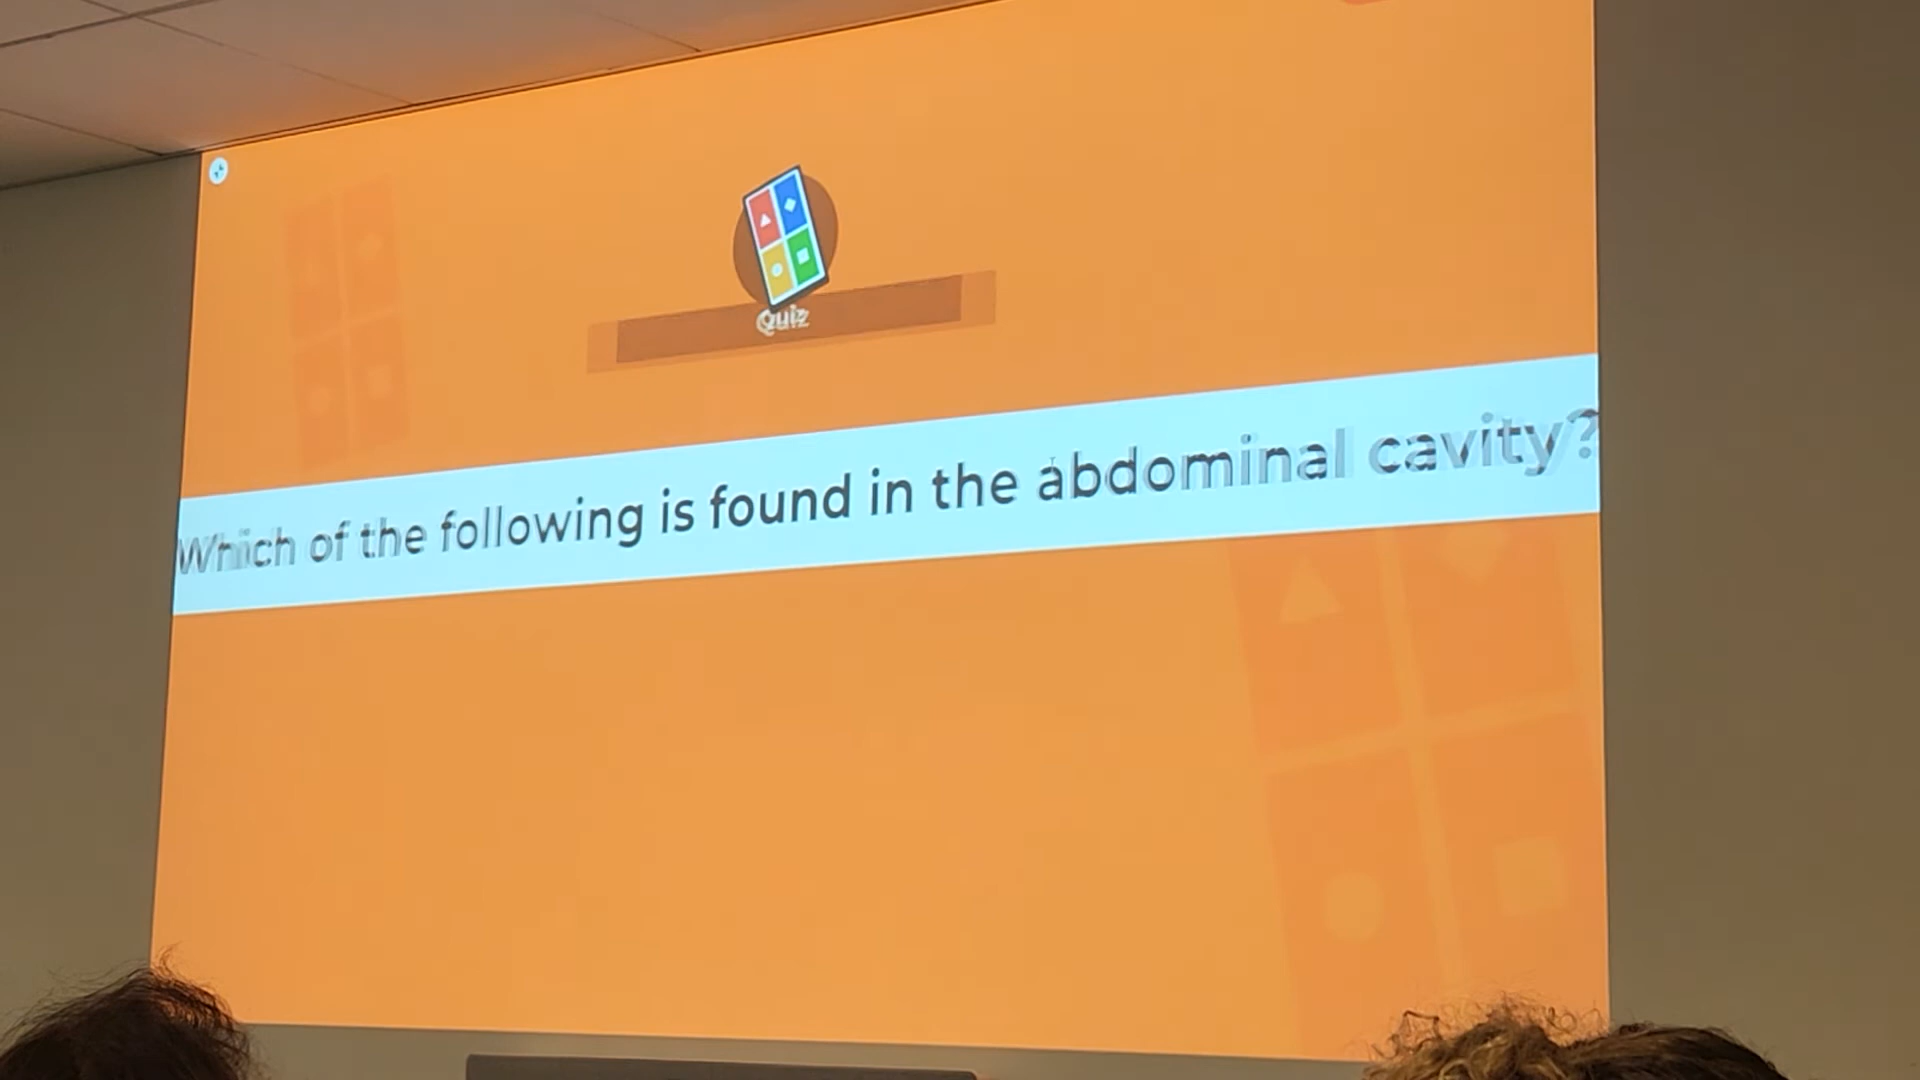 Quiz
Which of the following is found in the abdominal cavity?